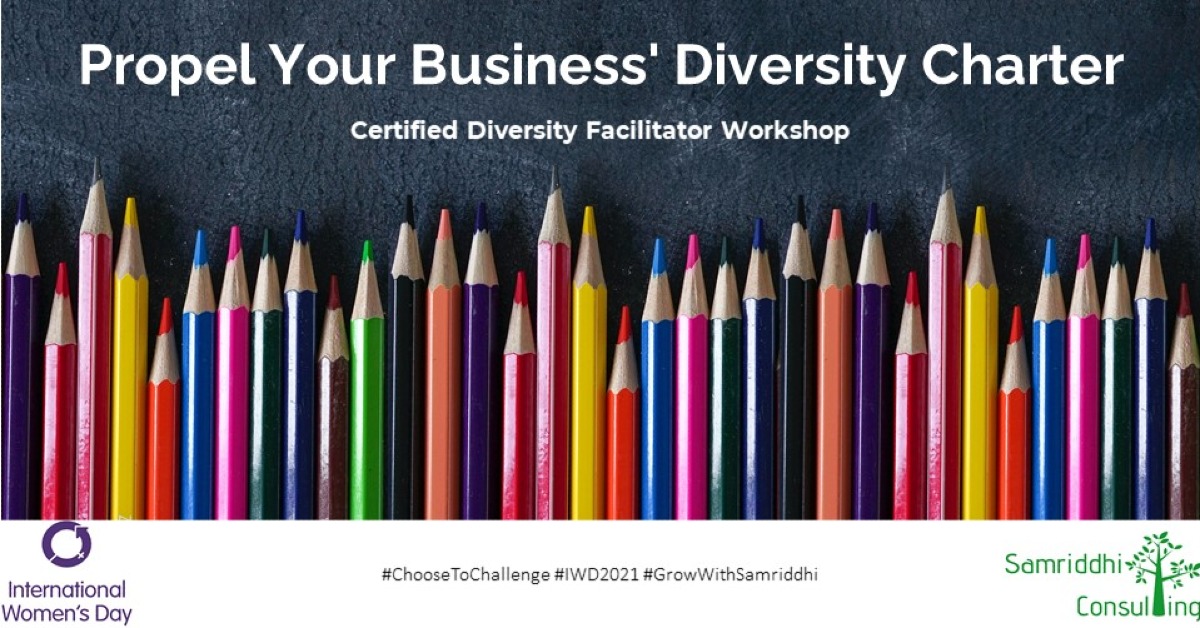 Propel Your Business' Diversity Charter
Certified Diversity Facilitator Workshop
#ChooseToChallenge #IWD2021 #GrowWithSamriddhi
International
Women's Day
Samriddhi
Consulting